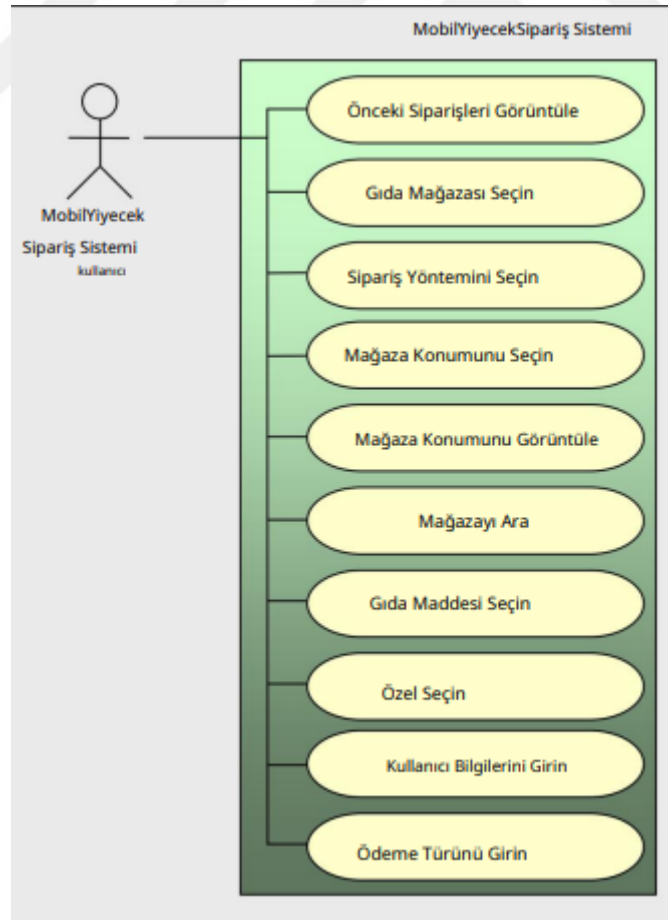 MobilYiyecekSipariş Sistemi
MobilYiyecek
Sipariş Sistemi
kullanıcı
Önceki Siparişleri Görüntüle
Gıda Mağazası Seçin
Sipariş Yöntemini Seçin
Mağaza Konumunu Seçin
Mağaza Konumunu Görüntüle
Mağazayı Ara
Gıda Maddesi Seçin
Özel Seçin
Kullanıcı Bilgilerini Girin
Ödeme Türünü Girin